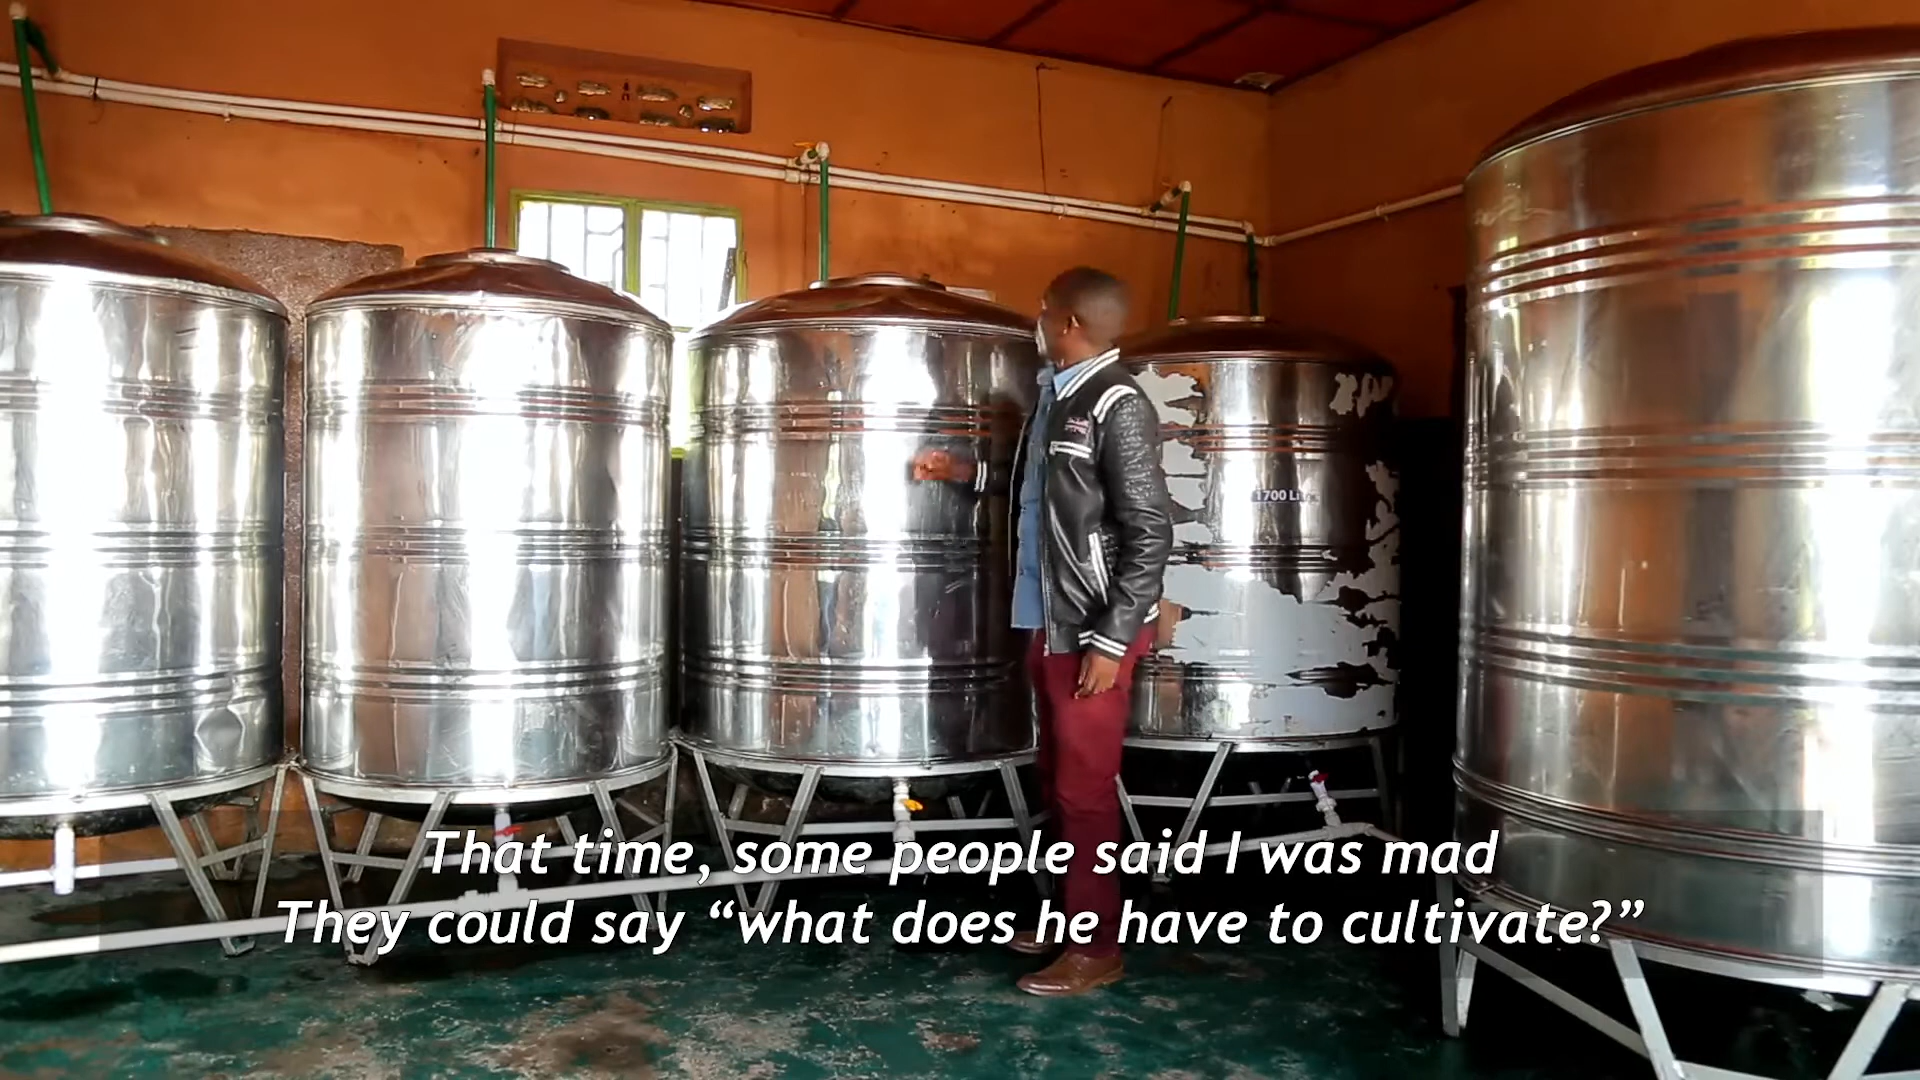 1700 Li
That time, some people said I was mad
They could say “what does he have to cultivate?”